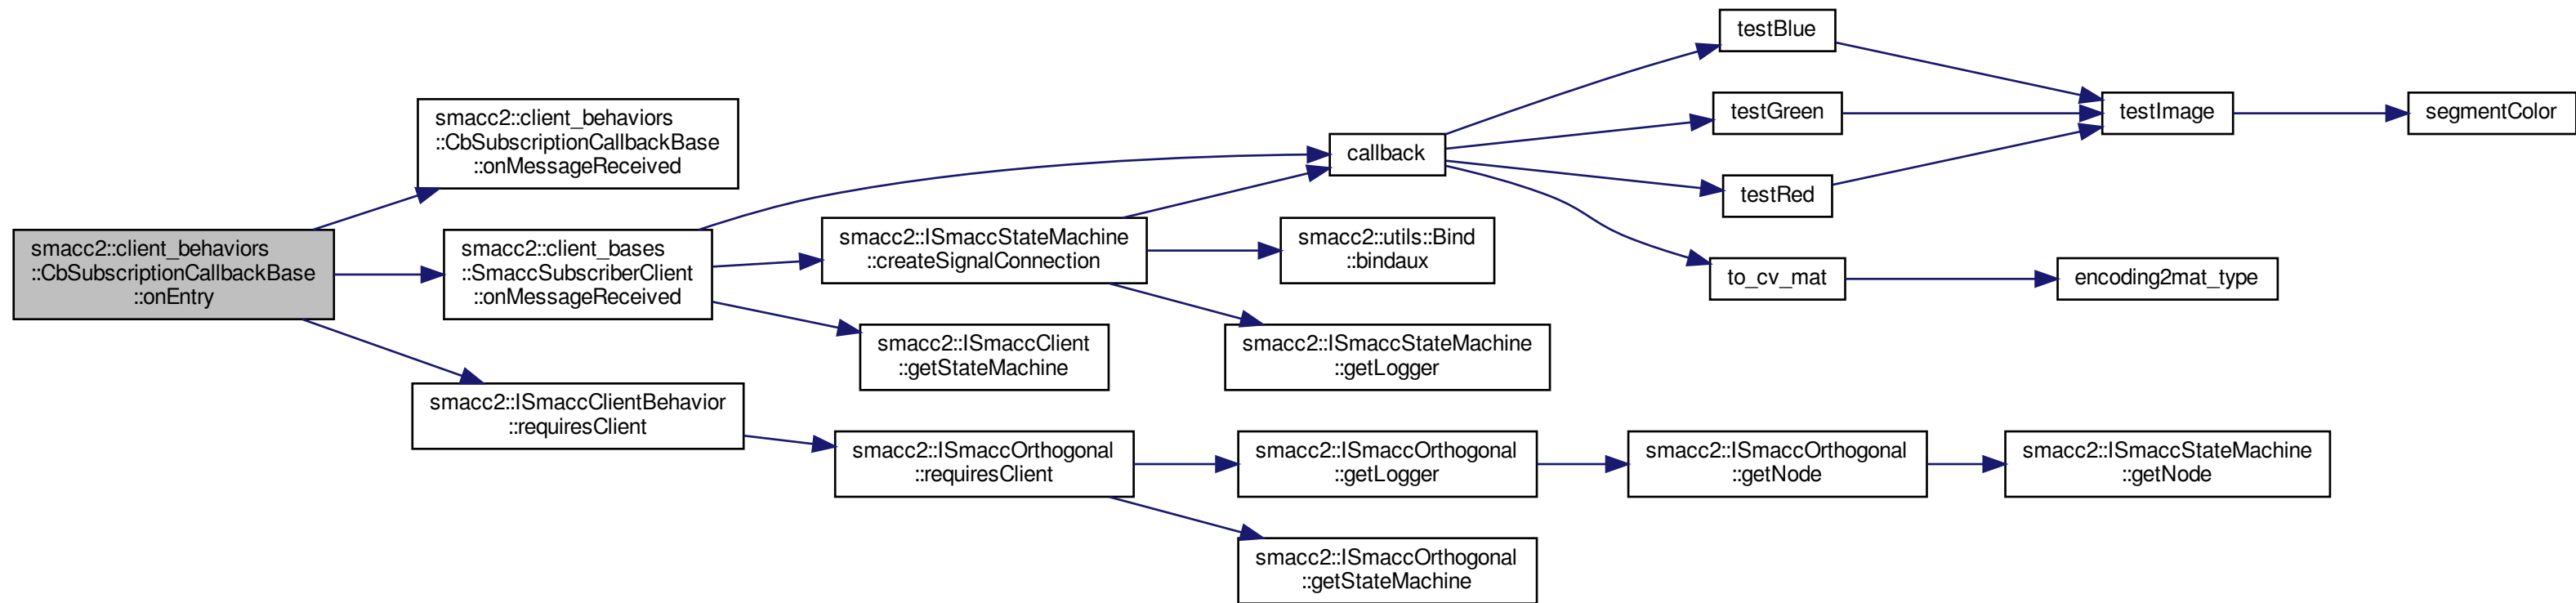 smacc2::client_behaviors
::CbSubscriptionCallbackBase
::onEntry
smacc2::client_behaviors
::CbSubscriptionCallbackBase
::onMessageReceived
smacc2::client_bases
::SmaccSubscriberClient
::onMessageReceived
callback
testBlue
testImage
segmentColor
testGreen
testRed
to_cv_mat
encoding2mat_type
smacc2::ISmaccStateMachine
::createSignalConnection
smacc2::utils::Bind
::bindaux
smacc2::ISmaccStateMachine
::getLogger
smacc2::ISmaccClient
::getStateMachine
smacc2::ISmaccClientBehavior
::requiresClient
smacc2::ISmaccOrthogonal
::requiresClient
smacc2::ISmaccOrthogonal
::getLogger
smacc2::ISmaccOrthogonal
::getNode
smacc2::ISmaccStateMachine
::getNode
smacc2::ISmaccOrthogonal
::getStateMachine